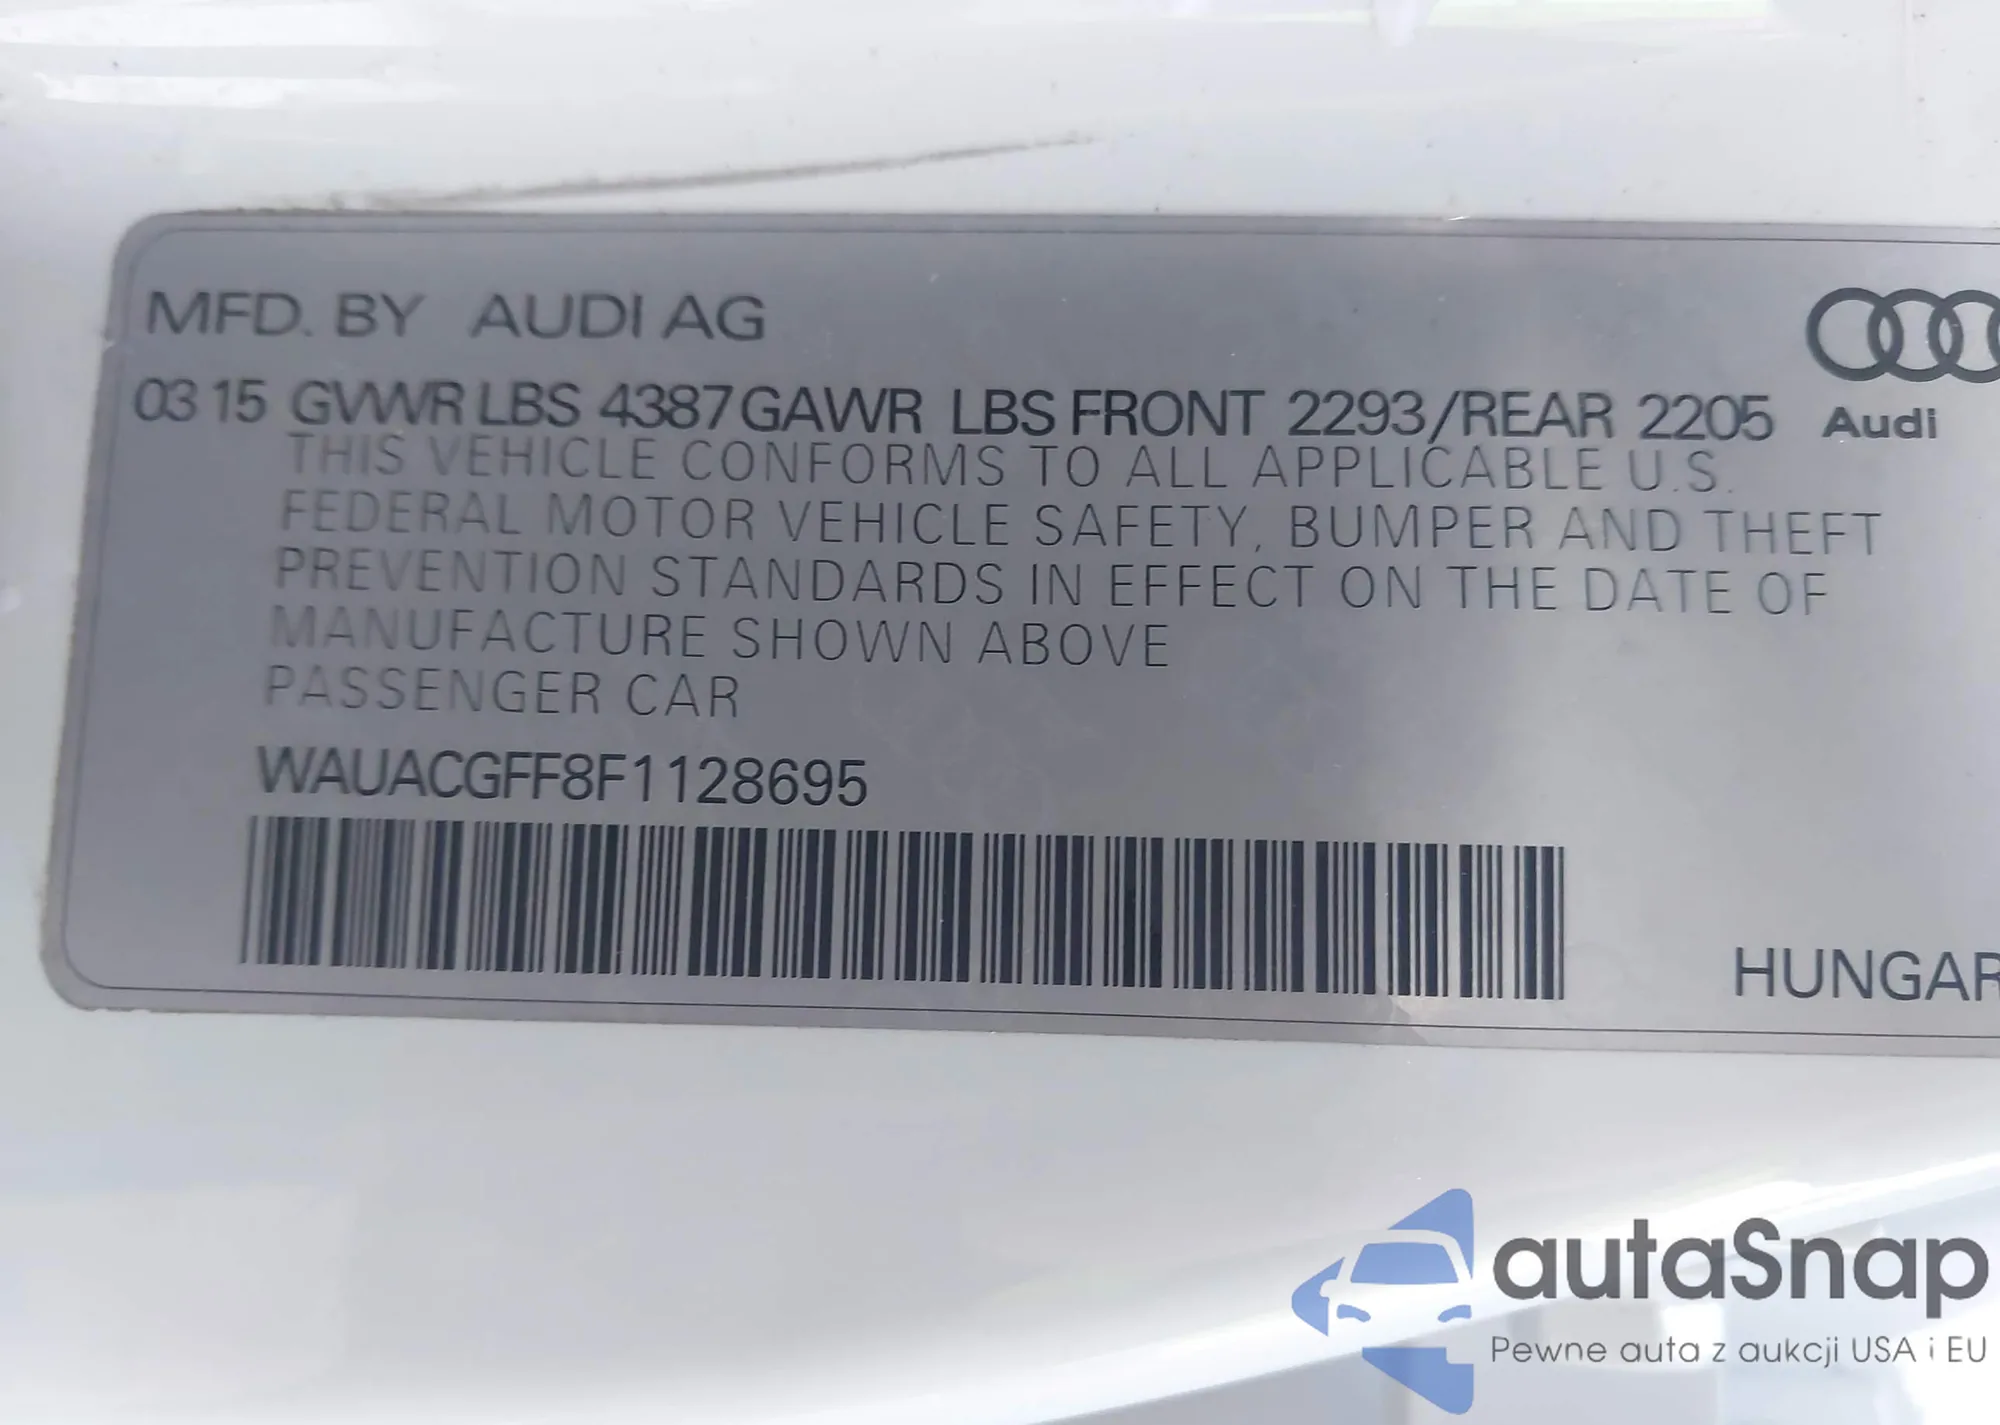 MFD. BY AUDI AG
03 15 GVWR LBS 4387 GAWR LBS FRONT 2293/REAR 2205
Audi
THIS VEHICLE CONFORMS TO ALL APPLICABLE U.S.
FEDERAL MOTOR VEHICLE SAFETY, BUMPER AND THEFT
PREVENTION STANDARDS IN EFFECT ON THE DATE OF
MANUFACTURE SHOWN ABOVE
PASSENGER CAR
WAUACGFF8F1128695
HUNGAR
autaSnap
Pewne auta z aukcji USA i EU